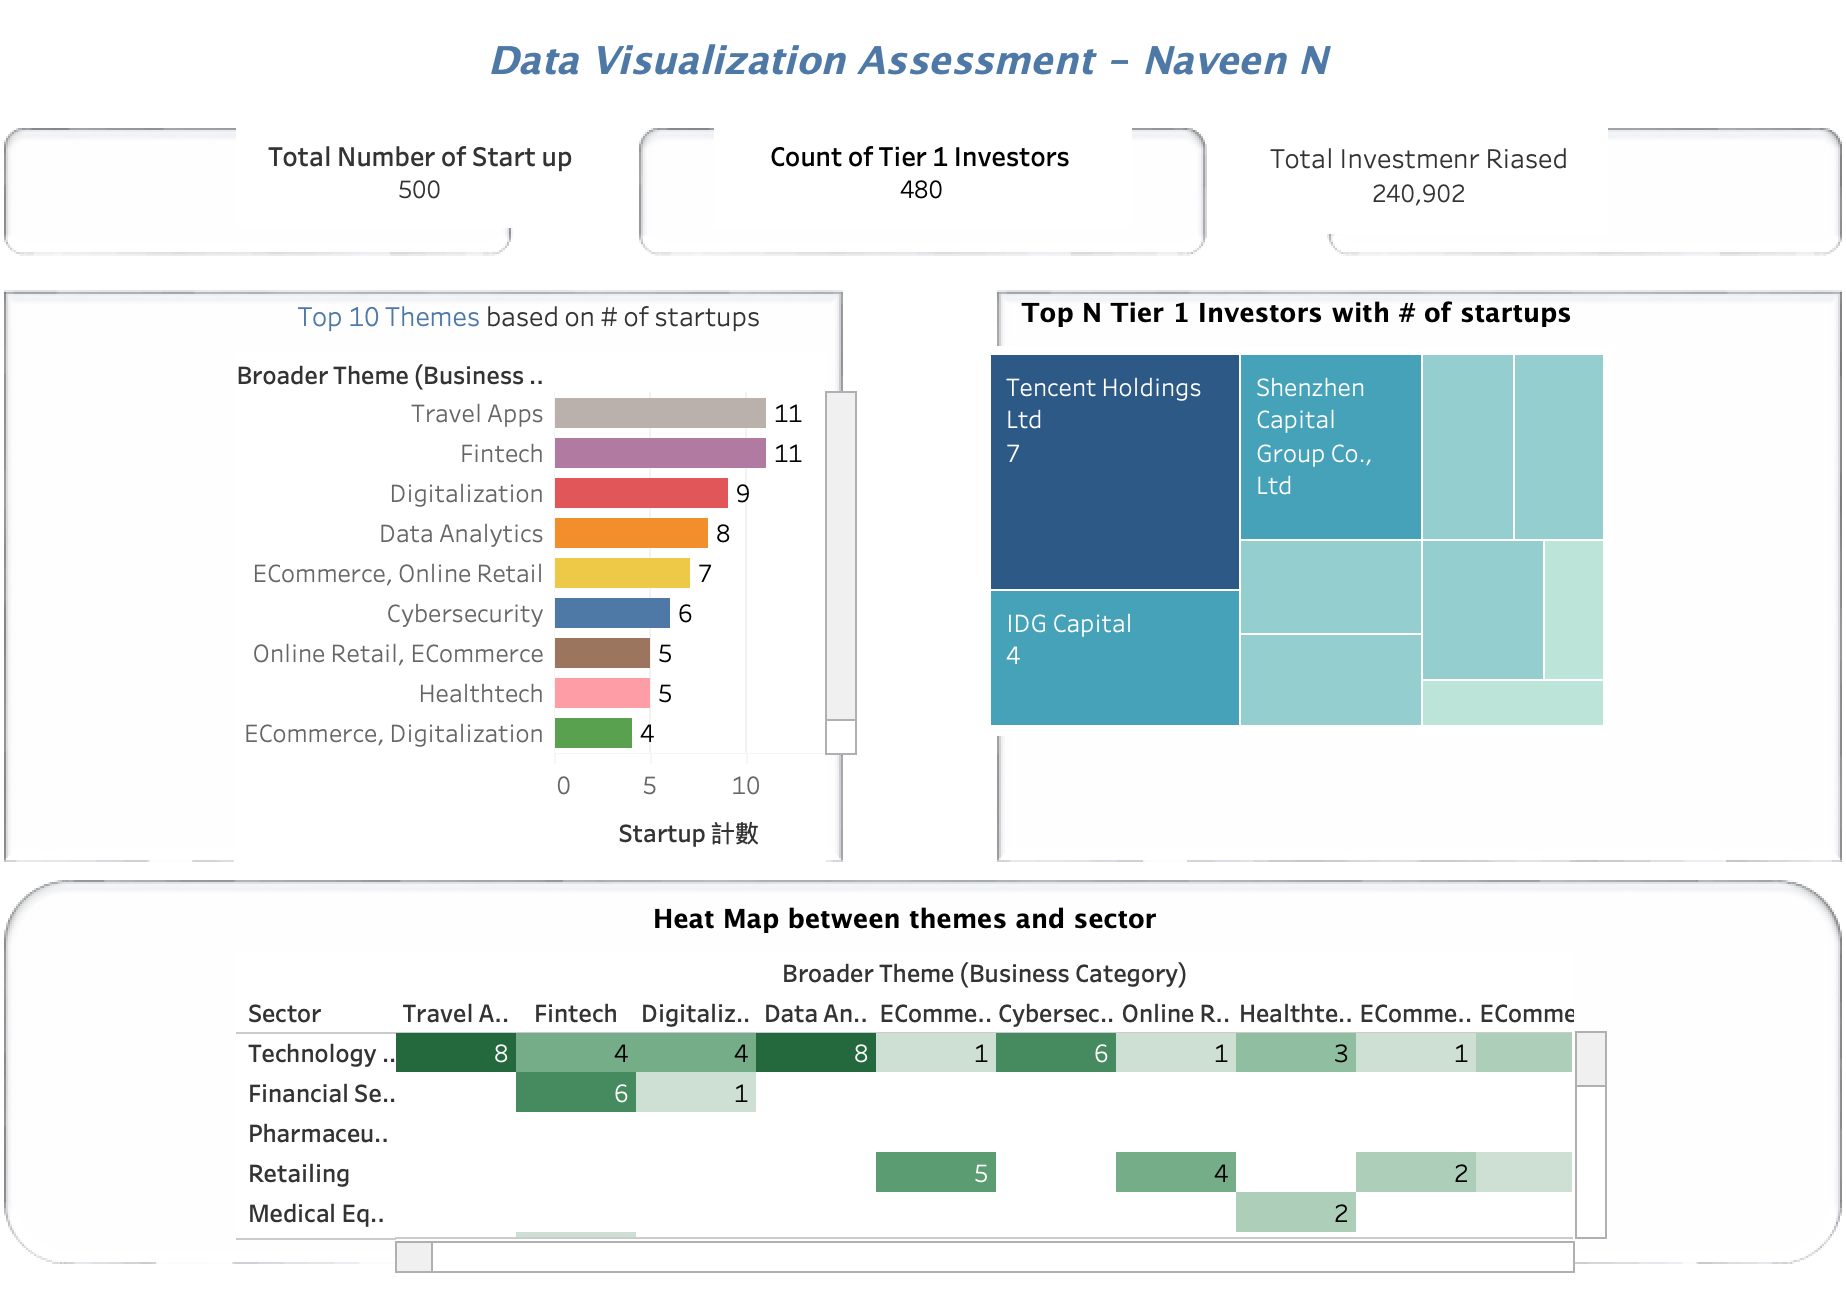 Data Visualization Assessment - Naveen N
Total Number of Start up
500
Count of Tier 1 Investors
480
Total Investmenr Riased
240,902
Top 10 Themes based on # of startups
Broader Theme (Business ..
Travel Apps 11
Fintech 11
Digitalization 9
Data Analytics 8
ECommerce, Online Retail 7
Cybersecurity 6
Online Retail, ECommerce 5
Healthtech 5
ECommerce, Digitalization 4
0 5 10
Startup 計數
Top N Tier 1 Investors with # of startups
Tencent Holdings
Ltd
7
IDG Capital
4
Shenzhen
Capital
Group Co.,
Ltd
Heat Map between themes and sector
Broader Theme (Business Category)
Sector Travel A.. Fintech Digitaliz.. Data An.. EComme.. Cybersec.. Online R.. Healthte.. EComme.. EComme
Technology .. 8 4 4 8 1 6 1 3 1
Financial Se.. 6 1
Pharmaceu..
Retailing 5 4 2
Medical Eq.. 2